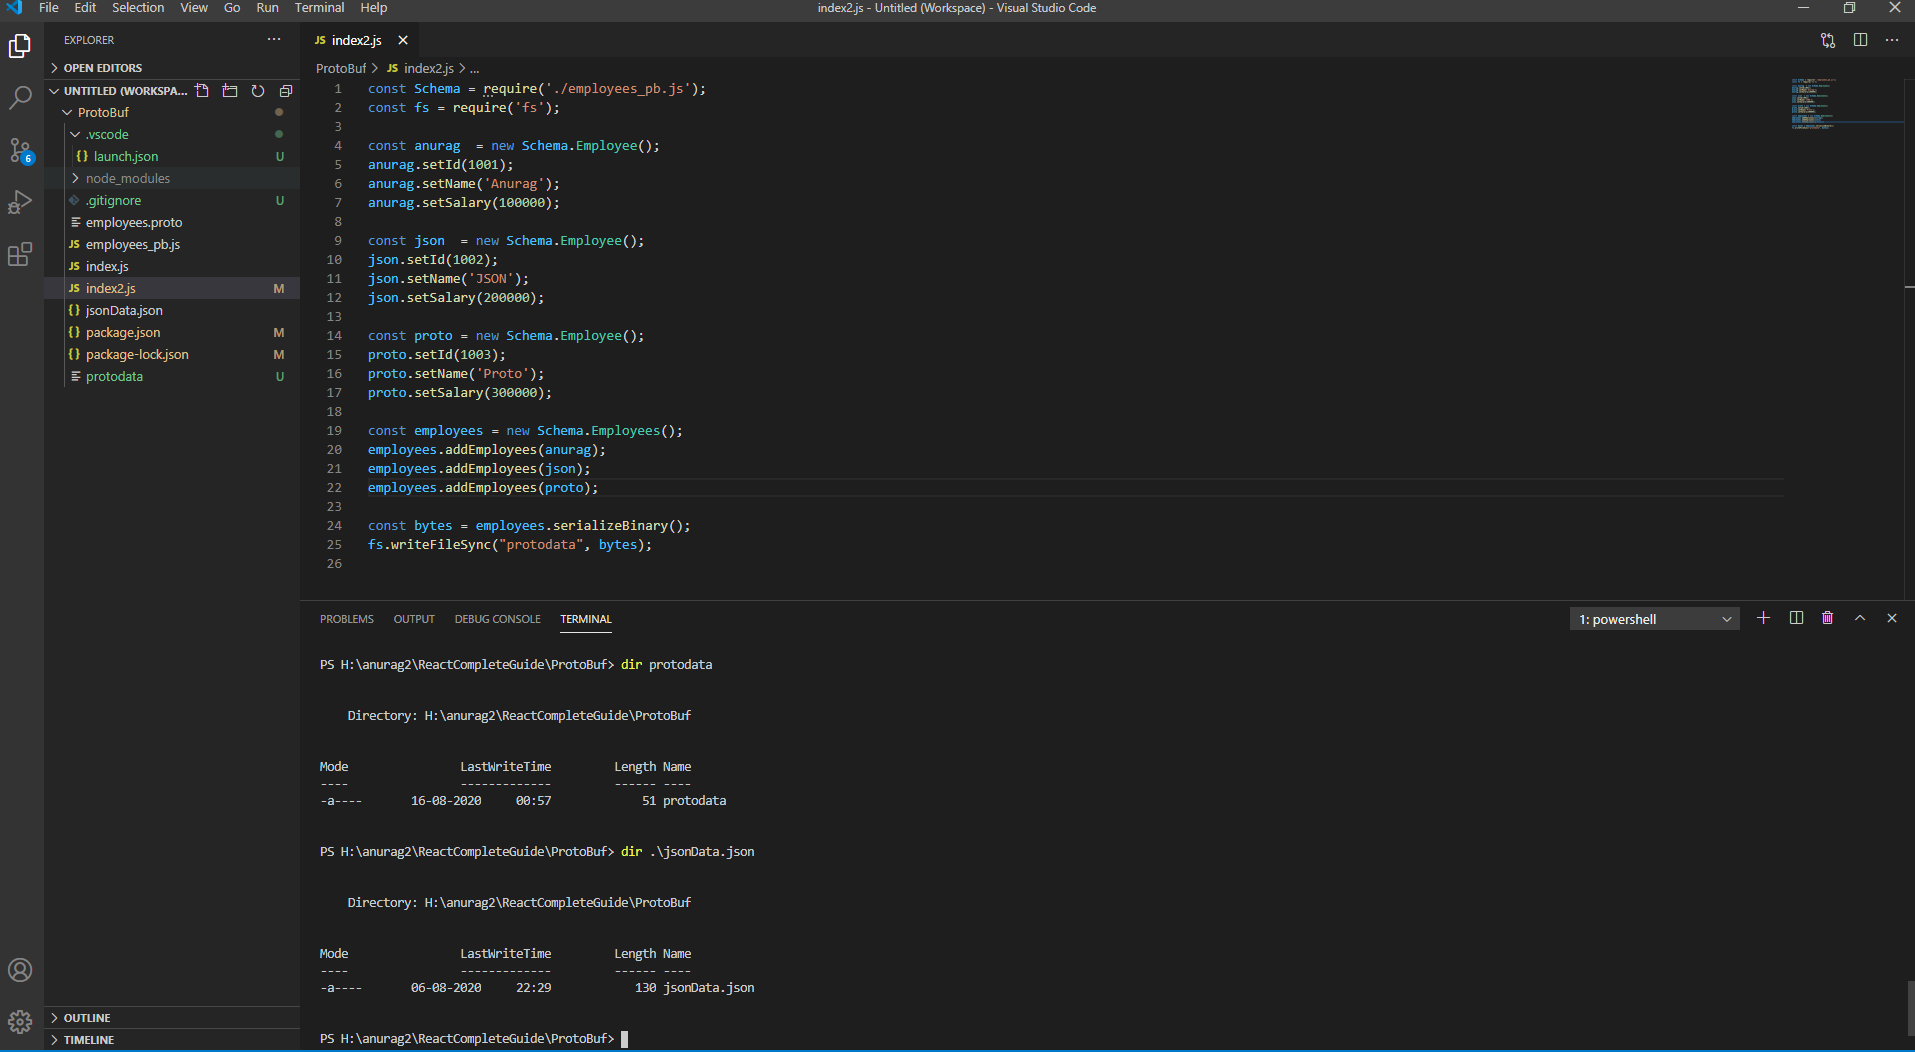 File Edit Selection View Go Run Terminal Help
index2.js - Untitled (Workspace) - Visual Studio Code
EXPLORER ...
OPEN EDITORS
UNTITLED (WORKSPA...
ProtoBuf
.vscode
{} launch.json U
node_modules
.gitignore U
employees.proto
JS employees_pb.js
JS index.js
JS index2.js M
{} jsonData.json
{} package.json M
{} package-lock.json M
protodata U
6
OUTLINE
TIMELINE
JS index2.js
ProtoBuf > JS index2.js > ...
1 const Schema = require('./employees_pb.js');
2 const fs = require('fs');
3
4 const anurag  = new Schema.Employee();
5 anurag.setId(1001);
6 anurag.setName('Anurag');
7 anurag.setSalary(100000);
8
9 const json  = new Schema.Employee();
10 json.setId(1002);
11 json.setName('JSON');
12 json.setSalary(200000);
13
14 const proto = new Schema.Employee();
15 proto.setId(1003);
16 proto.setName('Proto');
17 proto.setSalary(300000);
18
19 const employees = new Schema.Employees();
20 employees.addEmployees(anurag);
21 employees.addEmployees(json);
22 employees.addEmployees(proto);
23
24 const bytes = employees.serializeBinary();
25 fs.writeFileSync("protodata", bytes);
26
PROBLEMS OUTPUT DEBUG CONSOLE TERMINAL
1: powershell
PS H:\anurag2\ReactCompleteGuide\ProtoBuf> dir protodata
Directory: H:\anurag2\ReactCompleteGuide\ProtoBuf
Mode LastWriteTime Length Name
---- ------------- ------ ----
-a---- 16-08-2020 00:57 51 protodata
PS H:\anurag2\ReactCompleteGuide\ProtoBuf> dir .\jsonData.json
Directory: H:\anurag2\ReactCompleteGuide\ProtoBuf
Mode LastWriteTime Length Name
---- ------------- ------ ----
-a---- 06-08-2020 22:29 130 jsonData.json
PS H:\anurag2\ReactCompleteGuide\ProtoBuf>